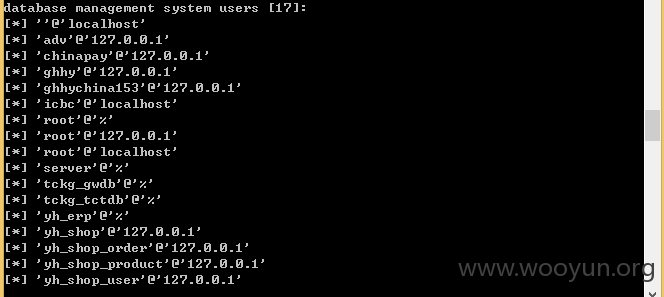 database management system users [17]:
[*] ''@'localhost'
[*] 'adv'@'127.0.0.1'
[*] 'chinapay'@'127.0.0.1'
[*] 'ghhy'@'127.0.0.1'
[*] 'ghhychina153'@'127.0.0.1'
[*] 'icbc'@'localhost'
[*] 'root'@'%'
[*] 'root'@'127.0.0.1'
[*] 'root'@'localhost'
[*] 'server'@'%'
[*] 'tckg_gwdb'@'%'
[*] 'tckg_tctdb'@'%'
[*] 'yh_erp'@'%'
[*] 'yh_shop'@'127.0.0.1'
[*] 'yh_shop_order'@'127.0.0.1'
[*] 'yh_shop_product'@'127.0.0.1'
[*] 'yh_shop_user'@'127.0.0.1'
www.wooyun.org